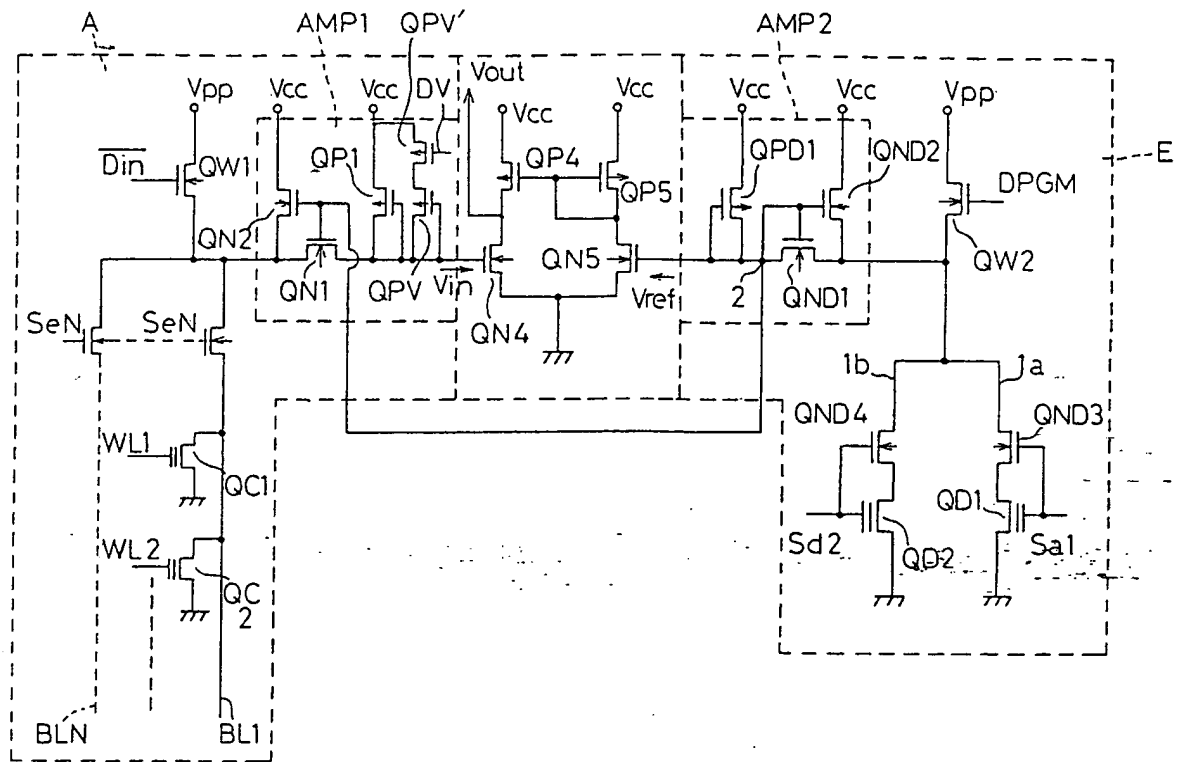 A
AMP1
QPV'
AMP2
Vpp
Vcc
Vcc
DV
Vout
Vcc
Vcc
Vcc
Vcc
Vpp
E
Din
QW1
QP1
QP4
QP5
QPD1
QND2
DPGM
QN2
QN1
QPV
Vin
QN4
QN5
Vref
2
QND1
QW2
SeN
SeN
1b
1a
QND4
QND3
WL1
QC1
QD1
WL2
QC
2
Sd2
QD2
Sa1
BLN
BL1